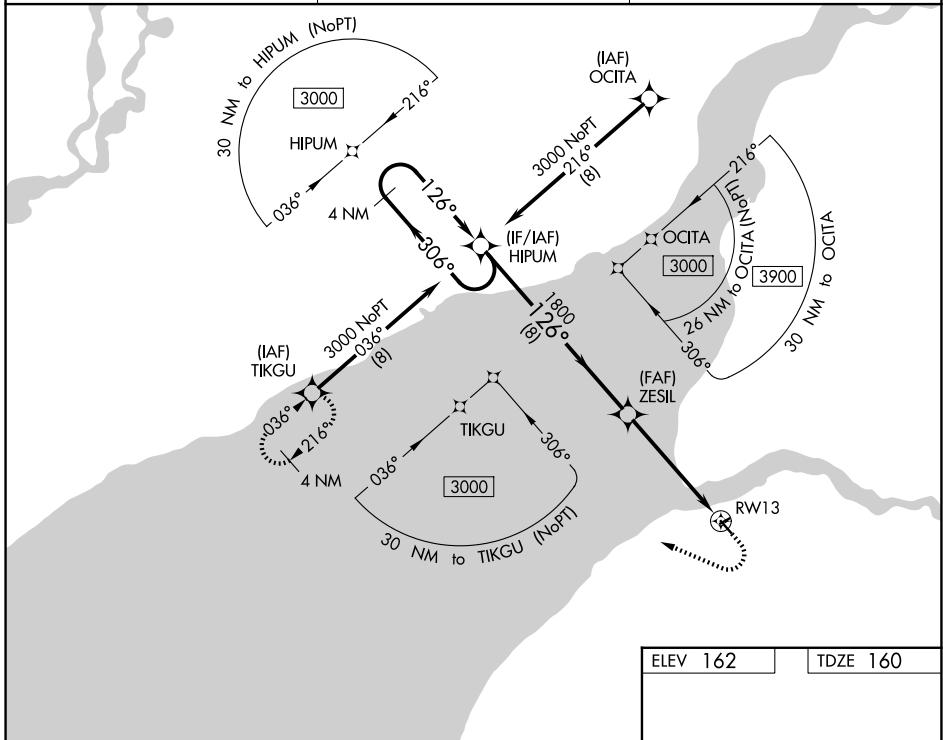 30 NM to HIPUM (NoPT)
3000
216°
HIPUM
036°
(IAF)
OCITA
3000 NoPT
216°
(8)
4 NM
126°
306°
(IF/IAF)
HIPUM
216°
OCITA
3000
26 NM to OCITA (NoPT)
3900
30 NM to OCITA
306°
1800
126°
(8)
3000 NoPT
036°
(8)
(IAF)
TIKGU
036°
216°
4 NM
(FAF)
ZESIL
TIKGU
036°
306°
3000
30 NM to TIKGU (NoPT)
RW13
ELEV 162
TDZE 160